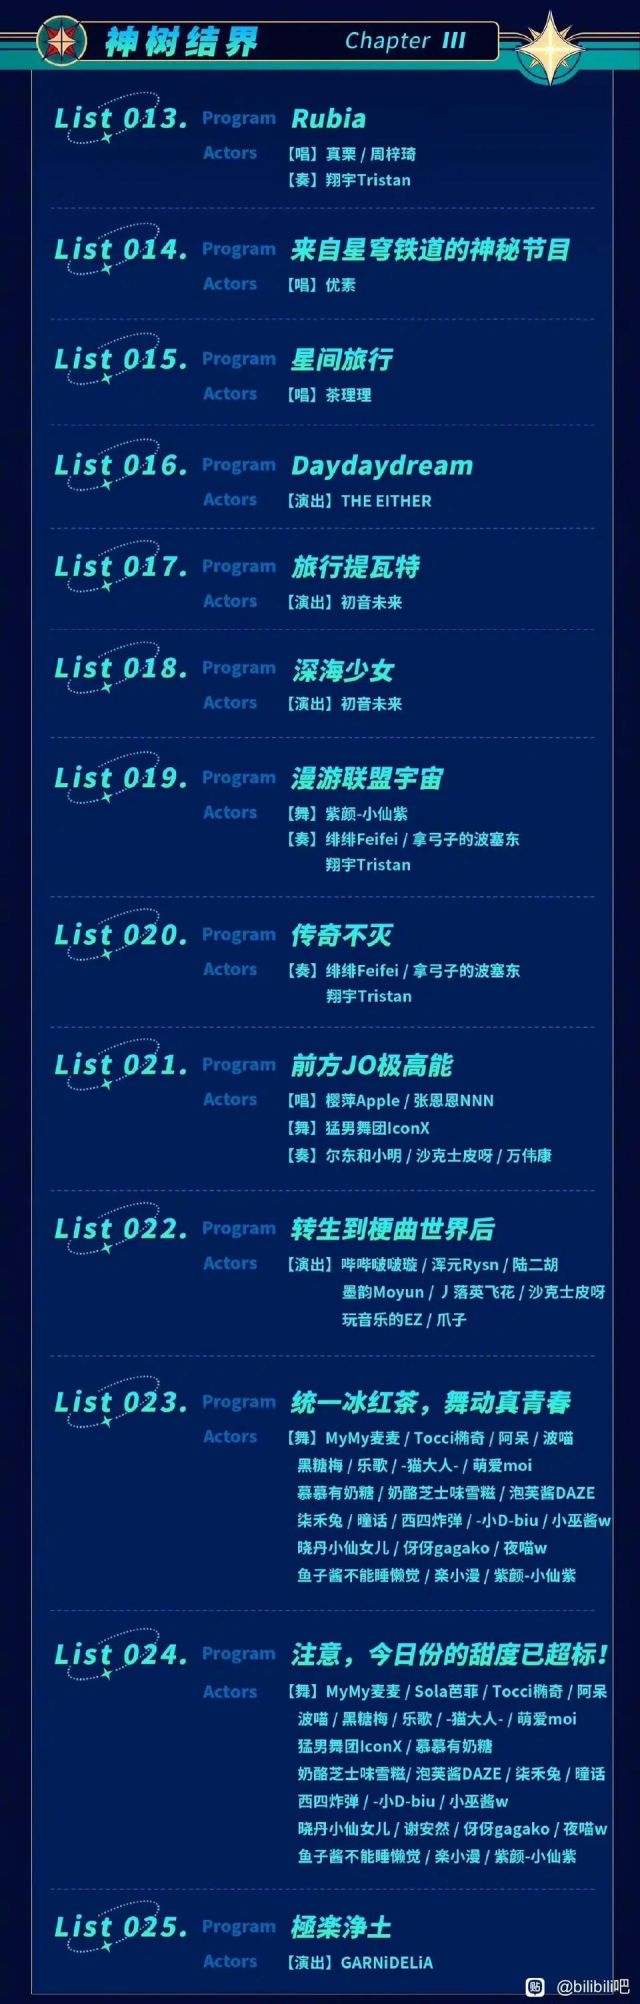 神树结界 Chapter III
List 013. Program Rubia
Actors 【唱】真栗 / 周梓琦
【奏】翔宇Tristan
List 014. Program 来自星穹铁道的神秘节目
Actors 【唱】优素
List 015. Program 星间旅行
Actors 【唱】茶理理
List 016. Program Daydaydream
Actors 【演出】THE EITHER
List 017. Program 旅行提瓦特
Actors 【演出】初音未来
List 018. Program 深海少女
Actors 【演出】初音未来
List 019. Program 漫游联盟宇宙
Actors 【舞】紫颜-小仙紫
【奏】绯绯Feifei / 拿弓子的波塞东
翔宇Tristan
List 020. Program 传奇不灭
Actors 【奏】绯绯Feifei / 拿弓子的波塞东
翔宇Tristan
List 021. Program 前方JO极高能
Actors 【唱】樱萍Apple / 张恩恩NNN
【舞】猛男舞团IconX
【奏】尔东和小明 / 沙克士皮呀 / 万伟康
List 022. Program 转生到梗曲世界后
Actors 【演出】哔哔啵啵璇 / 浑元Rysn / 陆二胡
墨韵Moyun / 丿落英飞花 / 沙克士皮呀
玩音乐的EZ / 爪子
List 023. Program 统一冰红茶，舞动真青春
Actors 【舞】MyMy麦麦 / Tocci椭奇 / 阿呆 / 波喵
黑糖梅 / 乐歌 / -猫大人- / 萌爱moi
慕慕有奶糖 / 奶酪芝士味雪糍 / 泡芙酱DAZE
柒禾兔 / 曈话 / 西四炸弹 / -小D-biu / 小巫酱w
晓丹小仙女儿 / 伢伢gagako / 夜喵w
鱼子酱不能睡懒觉 / 楽小漫 / 紫颜-小仙紫
List 024. Program 注意，今日份的甜度已超标!
Actors 【舞】MyMy麦麦 / Sola芭菲 / Tocci椭奇 / 阿呆
波喵 / 黑糖梅 / 乐歌 / -猫大人- / 萌爱moi
猛男舞团IconX / 慕慕有奶糖
奶酪芝士味雪糍/ 泡芙酱DAZE / 柒禾兔 / 曈话
西四炸弹 / -小D-biu / 小巫酱w
晓丹小仙女儿 / 谢安然 / 伢伢gagako / 夜喵w
鱼子酱不能睡懒觉 / 楽小漫 / 紫颜-小仙紫
List 025. Program 極楽浄土
Actors 【演出】GARNiDELiA
贴 @bilibili吧